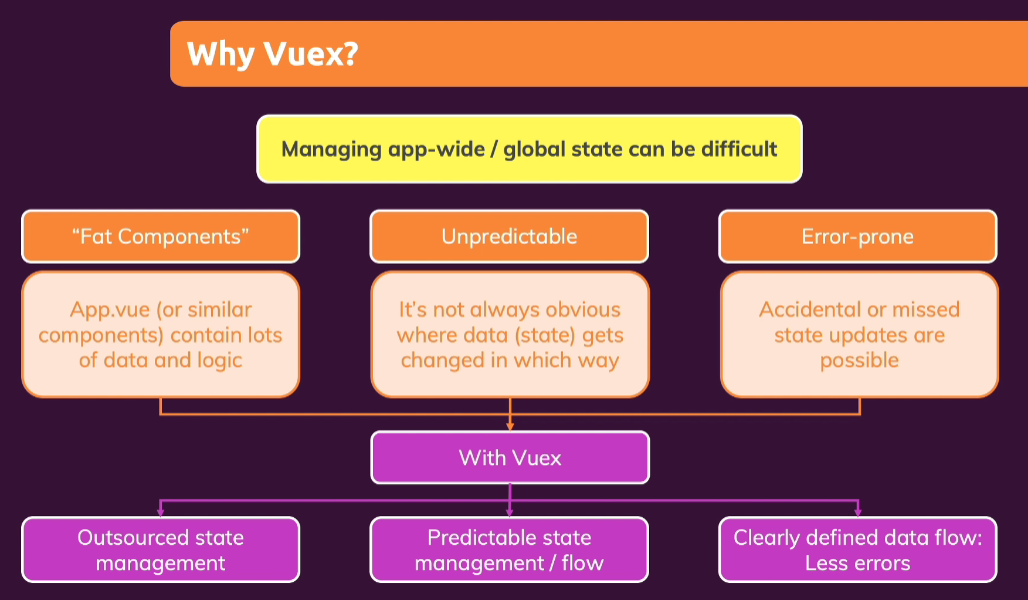 Why Vuex?
Managing app-wide / global state can be difficult
“Fat Components”
App.vue (or similar
components) contain lots
of data and logic
Unpredictable
It’s not always obvious
where data (state) gets
changed in which way
Error-prone
Accidental or missed
state updates are
possible
With Vuex
Outsourced state
management
Predictable state
management / flow
Clearly defined data flow:
Less errors